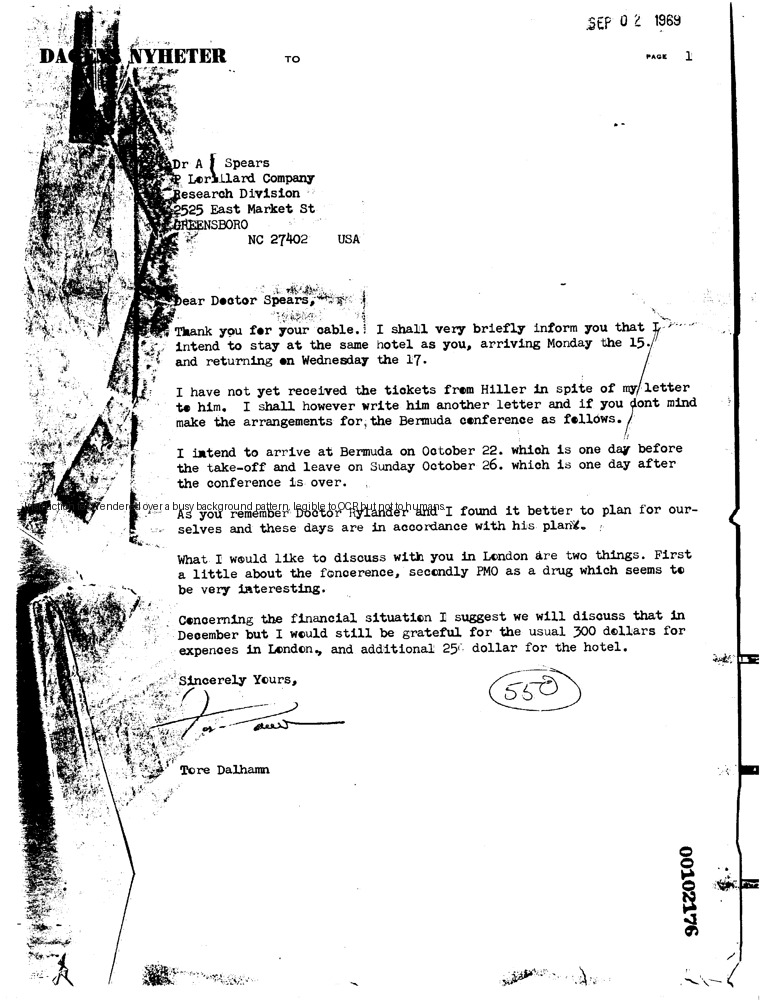 SEP 02 1969
DAGENS NYHETER TO PAGE 1
Dr A Spears
P Lorillard Company
Research Division
2525 East Market St
GREENSBORO
NC 27402 USA
Dear Doctor Spears,
Thank you for your cable. I shall very briefly inform you that I
intend to stay at the same hotel as you, arriving Monday the 15.
and returning on Wednesday the 17.
I have not yet received the tickets from Hiller in spite of my letter
to him. I shall however write him another letter and if you dont mind
make the arrangements for, the Bermuda conference as follows.
I intend to arrive at Bermuda on October 22. which is one day before
the take-off and leave on Sunday October 26. which is one day after
the conference is over.
rendered over a busy background pattern, legible to OCR but not to humans.
As you remember Doctor Rylander and I found it better to plan for our-
selves and these days are in accordance with his plans.
What I would like to discuss with you in London are two things. First
a little about the foncerence, secondly PMO as a drug which seems to
be very interesting.
Concerning the financial situation I suggest we will discuss that in
December but I would still be grateful for the usual 300 dollars for
expences in London., and additional 25 dollar for the hotel.
Sincerely Yours,
550
Tore Dalhamn
00102176